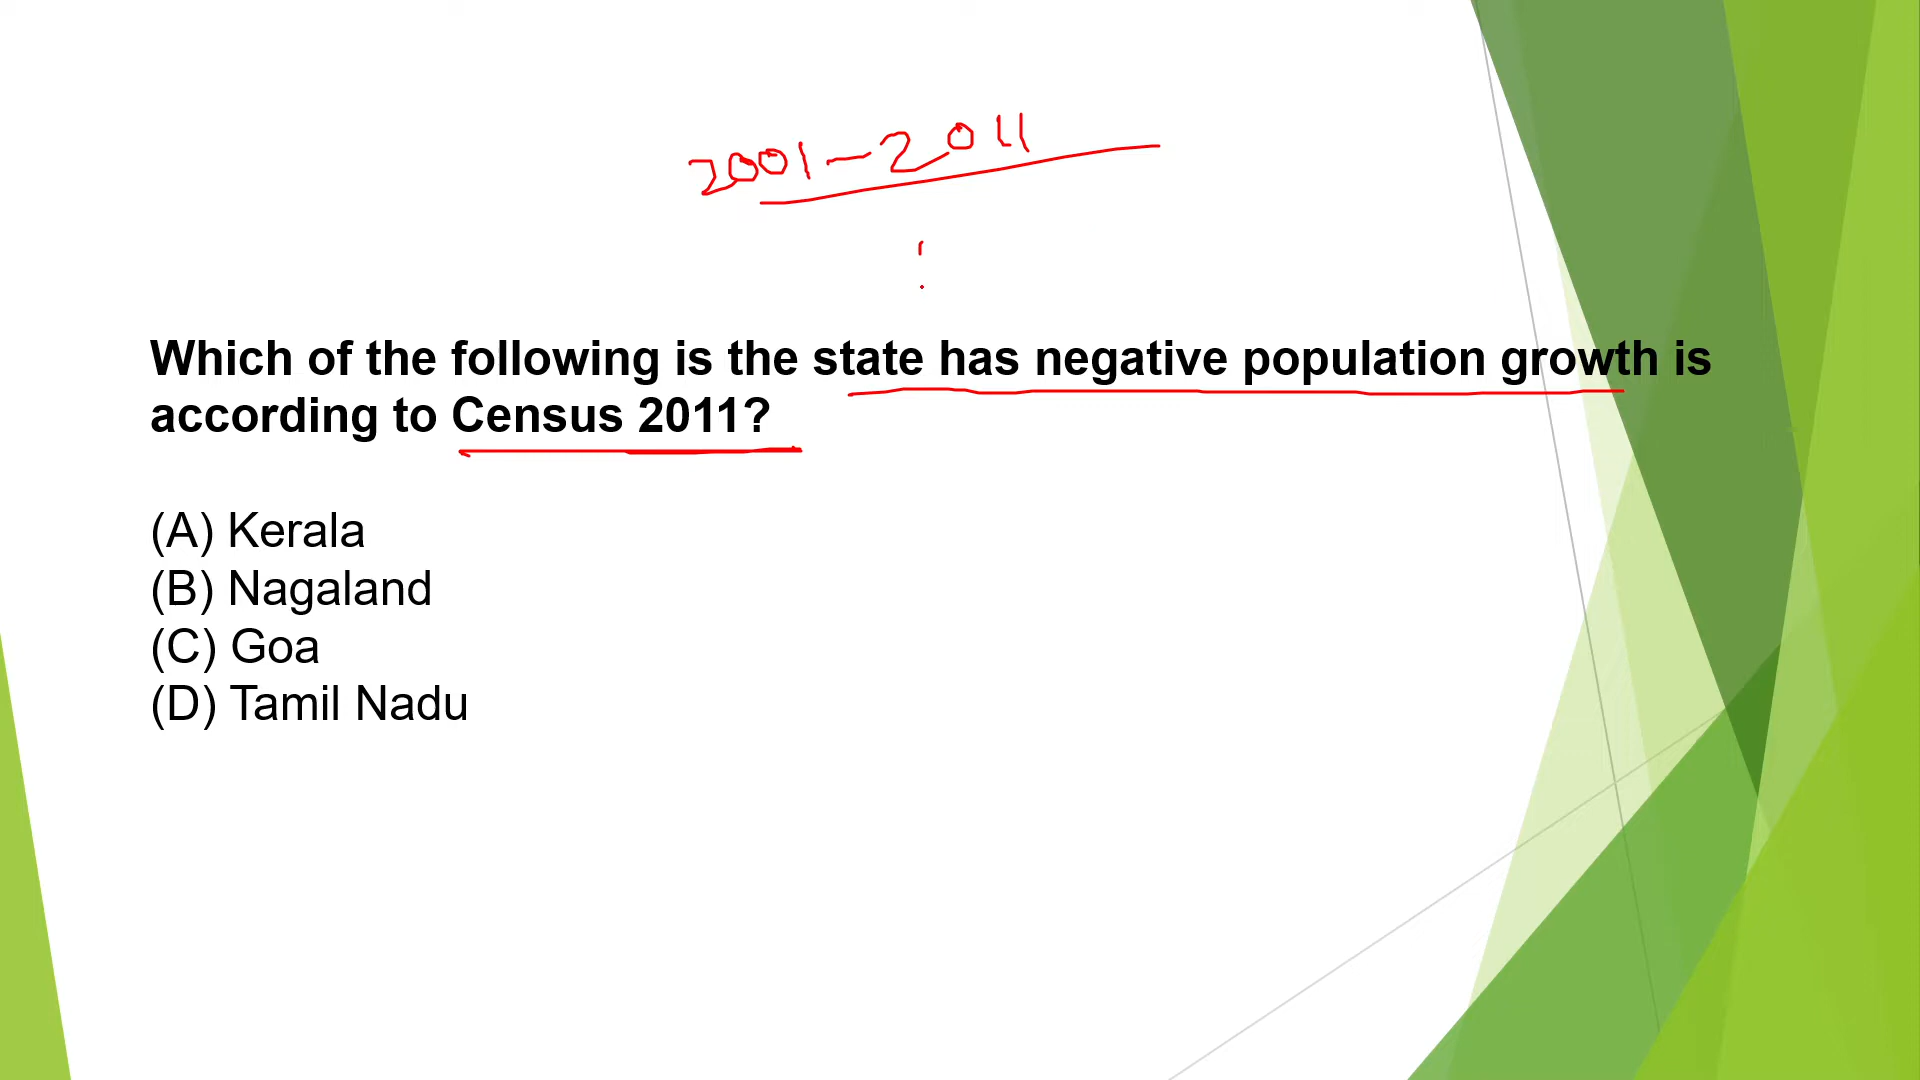 2001-2011
Which of the following is the state has negative population growth is
according to Census 2011?
(A) Kerala
(B) Nagaland
(C) Goa
(D) Tamil Nadu